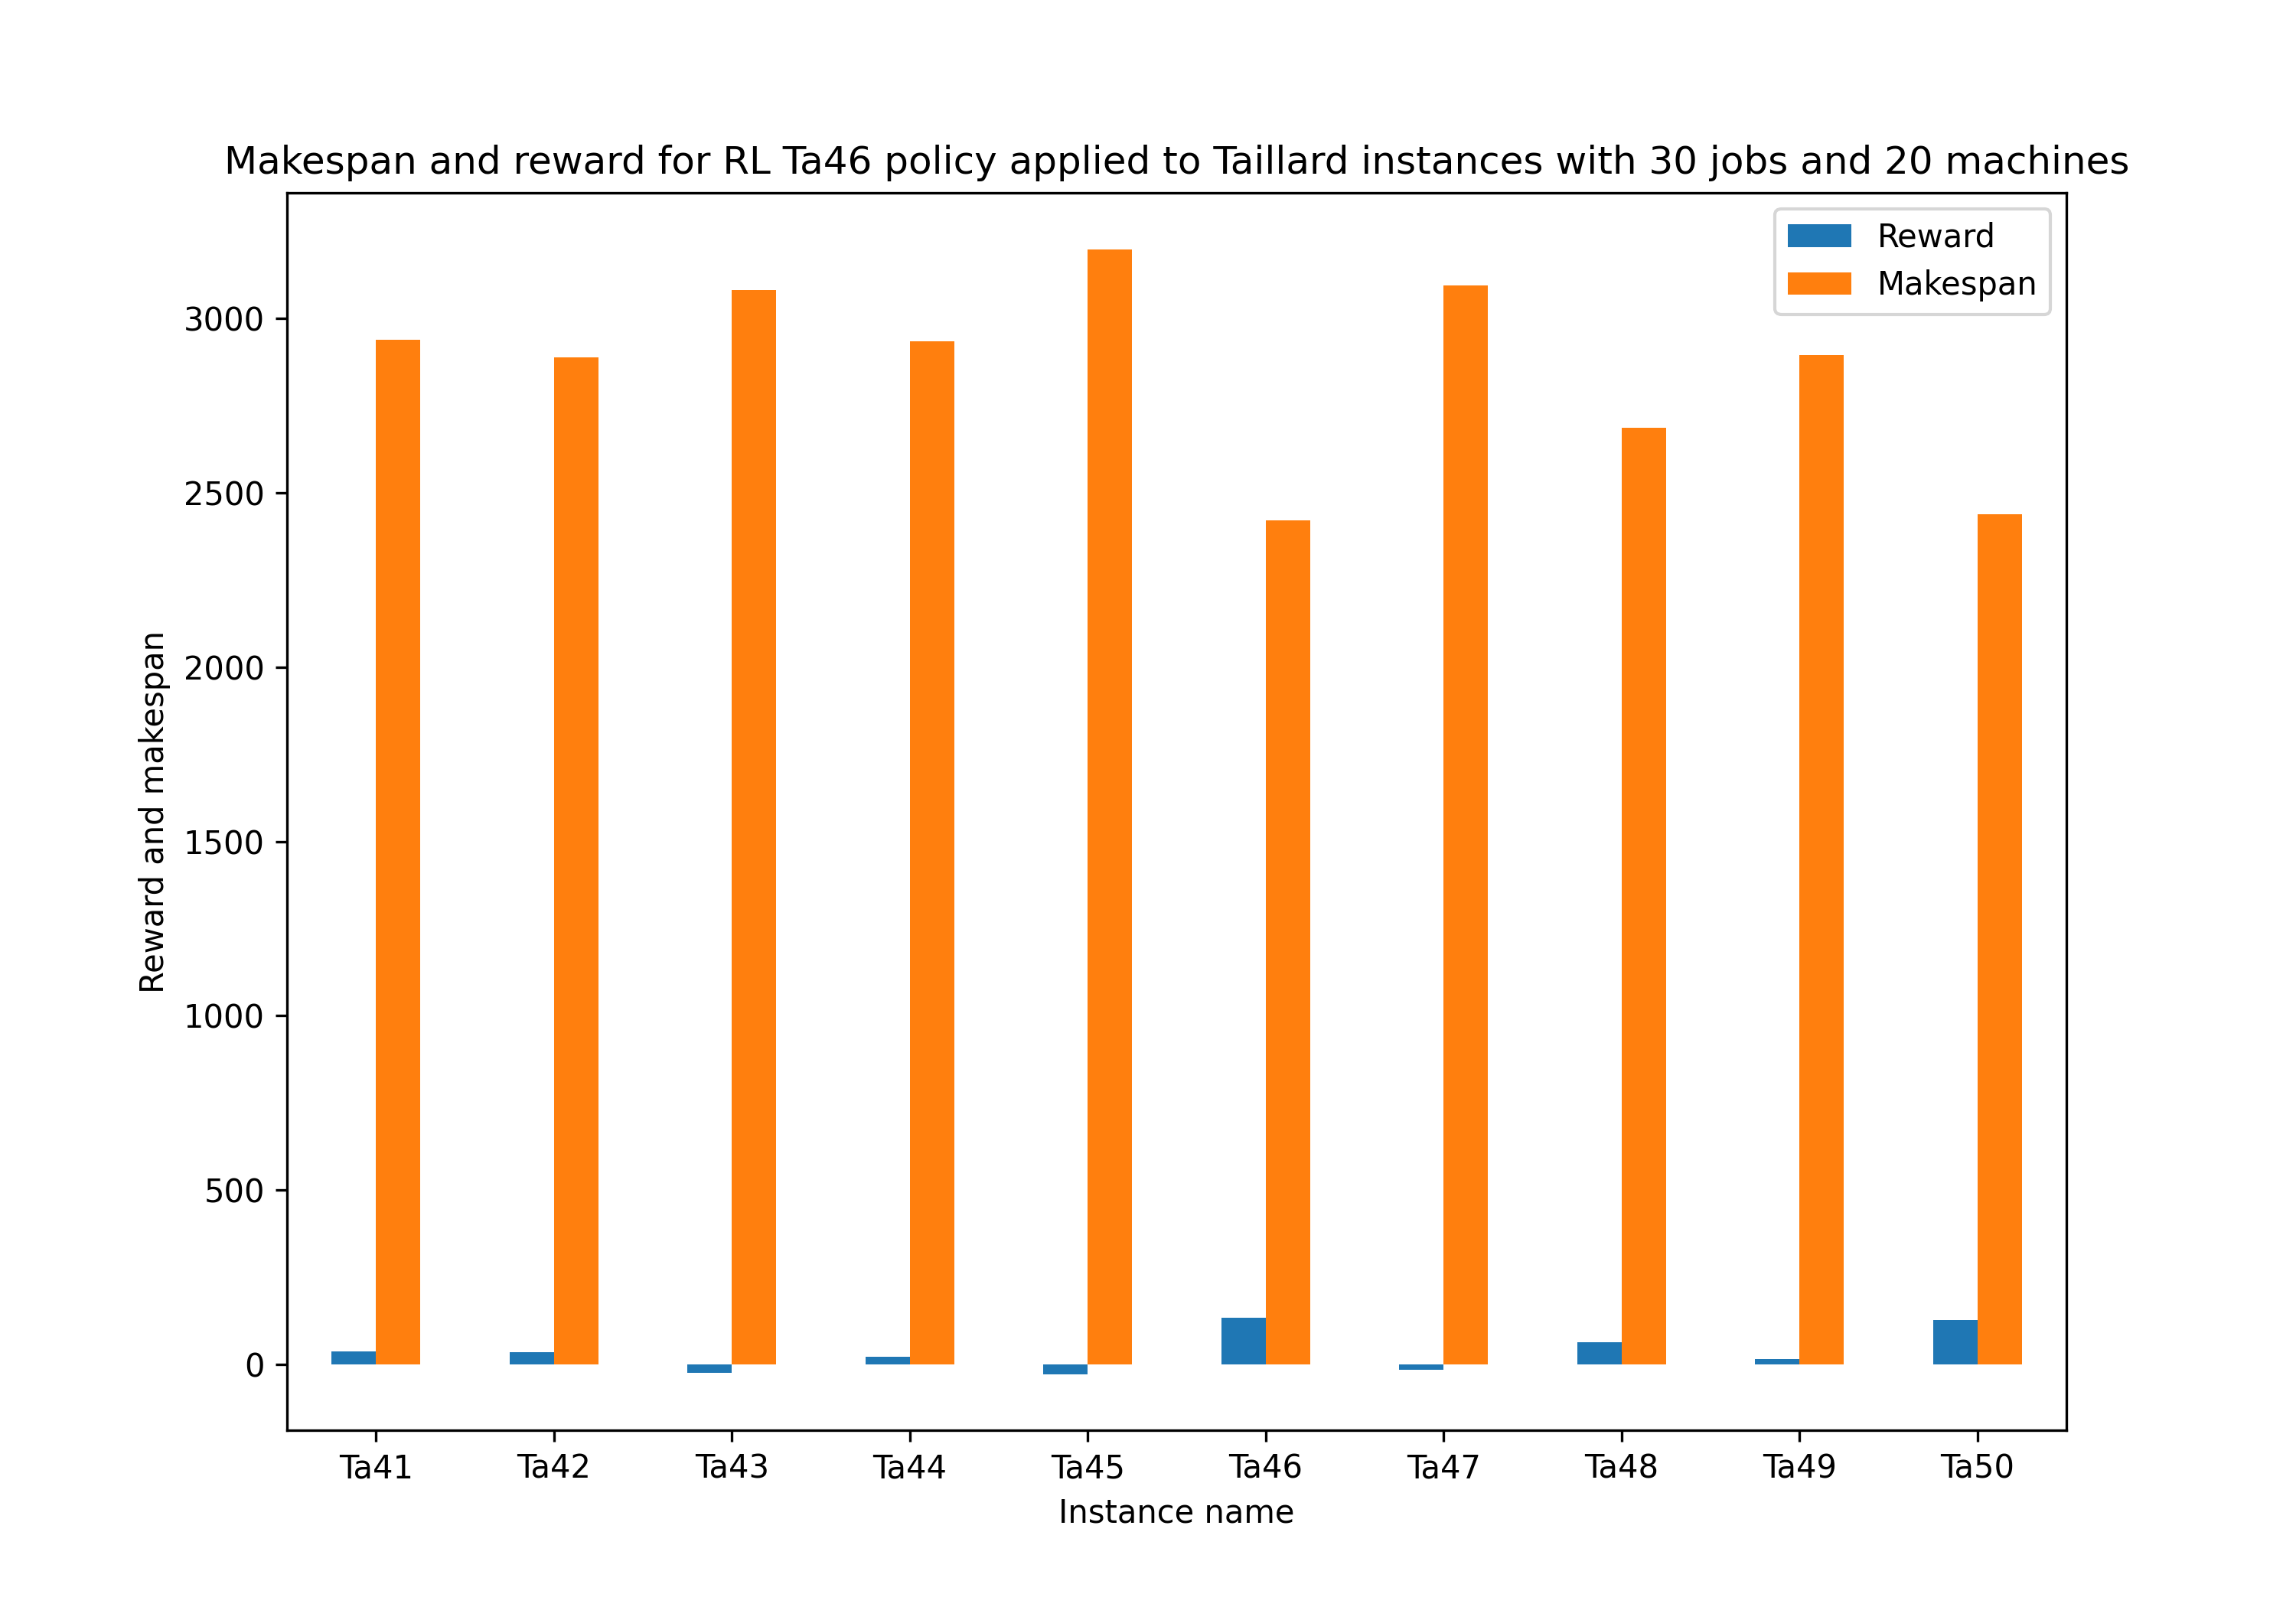 Makespan and reward for RL Ta46 policy applied to Taillard instances with 30 jobs and 20 machines
Reward
Makespan
Reward and makespan
3000
2500
2000
1500
1000
500
0
Ta41 Ta42 Ta43 Ta44 Ta45 Ta46 Ta47 Ta48 Ta49 Ta50
Instance name